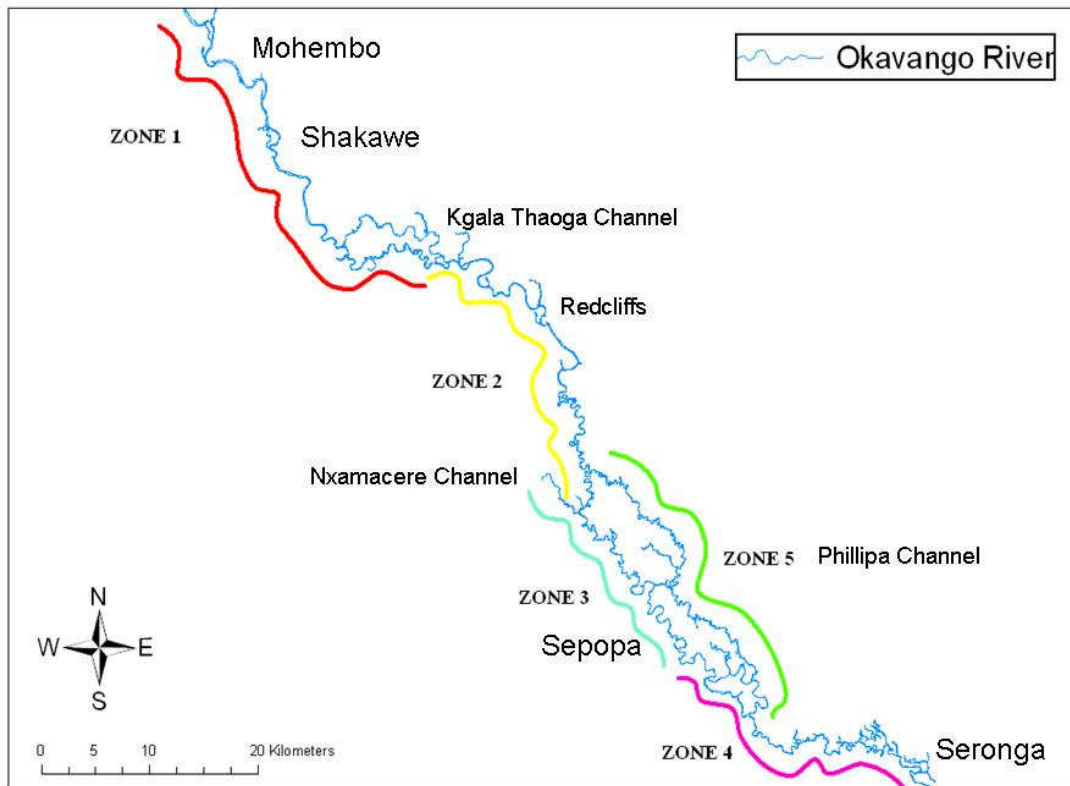 Mohembo
Okavango River
ZONE 1
Shakawe
Kgala Thaoga Channel
Redcliffs
ZONE 2
Nxamacere Channel
ZONE 5
Phillipa Channel
ZONE 3
Sepopa
N
W
E
S
ZONE 4
Seronga
0 5 10 20 Kilometers